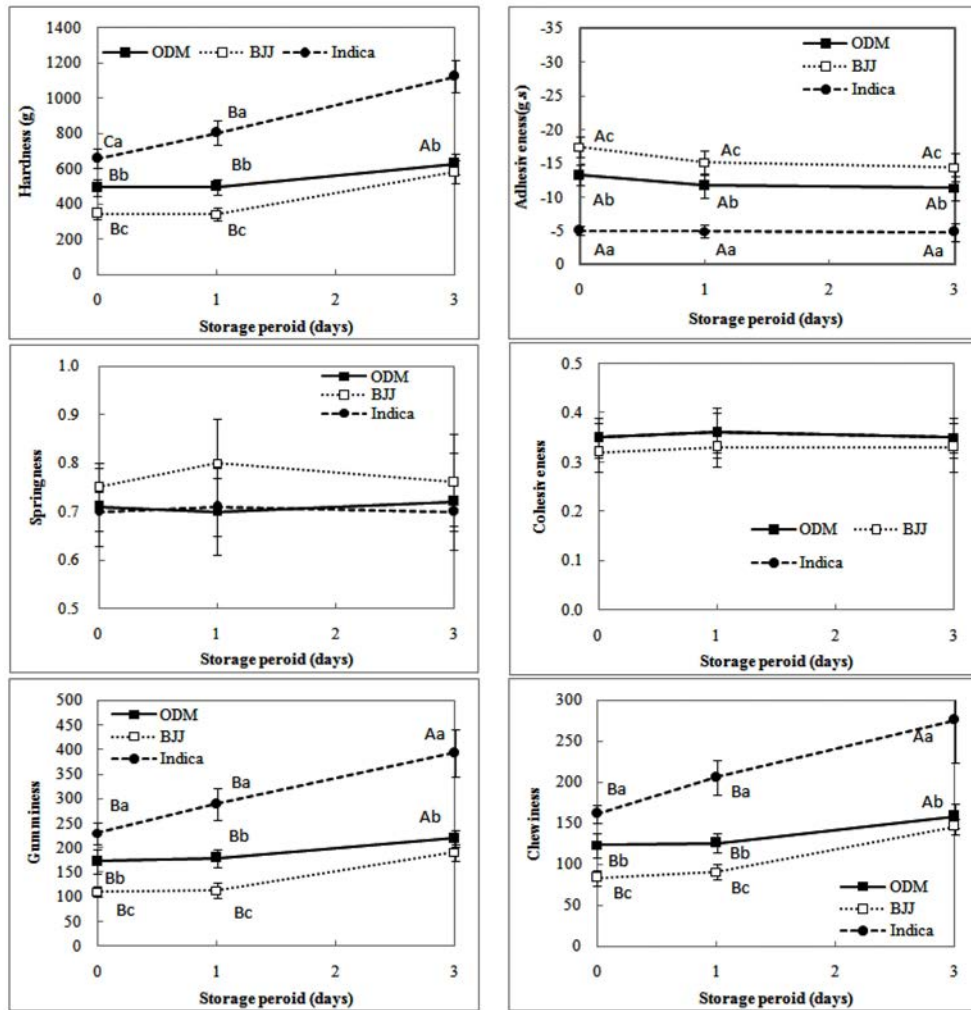 1400
1200
1000
800
600
400
200
0
Hardness (g)
ODM BJJ Indica
Ca
Bb
Bc
Ba
Bb
Bc
Ab
0 1 2 3
Storage peroid (days)
-35
-30
-25
-20
-15
-10
-5
0
Adhesiveness(g.s)
ODM
BJJ
Indica
Ac Ac Ac
Ab Ab Ab
Aa Aa Aa
0 1 2 3
Storage peroid (days)
1.0
0.9
0.8
0.7
0.6
0.5
Springness
ODM
BJJ
Indica
0 1 2 3
Storage peroid (days)
0.5
0.4
0.3
0.2
0.1
0.0
Cohesiveness
ODM BJJ
Indica
0 1 2 3
Storage peroid (days)
500
450
400
350
300
250
200
150
100
50
0
Gumminess
ODM
BJJ
Indica
Ba
Bb
Bc
Ba
Bb
Bc
Aa
Ab
0 1 2 3
Storage peroid (days)
300
250
200
150
100
50
0
Chewiness
Ba
Bb
Bc
Ba
Bb
Bc
Aa
Ab
ODM
BJJ
Indica
0 1 2 3
Storage peroid (days)